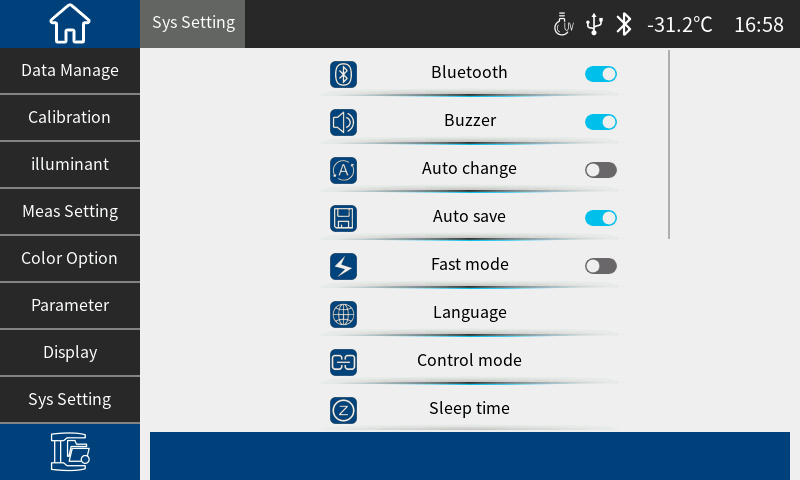 Sys Setting
UV
-31.2℃
16:58
Data Manage
Calibration
illuminant
Meas Setting
Color Option
Parameter
Display
Sys Setting
Bluetooth
Buzzer
A
Auto change
Auto save
Fast mode
Language
Control mode
Z
Sleep time